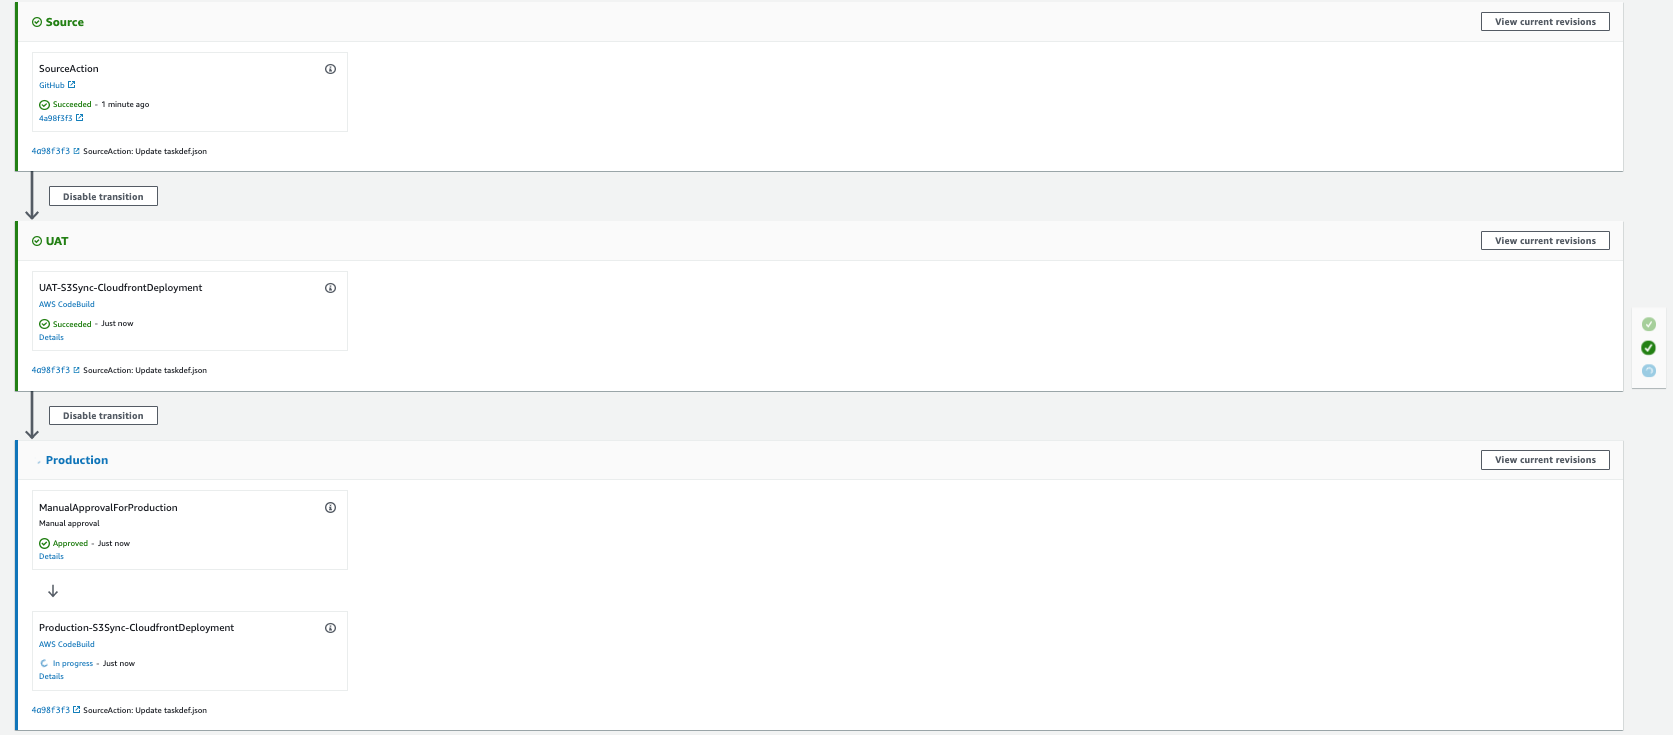 Source
View current revisions
SourceAction
GitHub
Succeeded - 1 minute ago
4a98f3f3
4a98f3f3 SourceAction: Update taskdef.json
Disable transition
UAT
View current revisions
UAT-S3Sync-CloudfrontDeployment
AWS CodeBuild
Succeeded - Just now
Details
4a98f3f3 SourceAction: Update taskdef.json
Disable transition
Production
View current revisions
ManualApprovalForProduction
Manual approval
Approved - Just now
Details
Production-S3Sync-CloudfrontDeployment
AWS CodeBuild
In progress - Just now
Details
4a98f3f3 SourceAction: Update taskdef.json